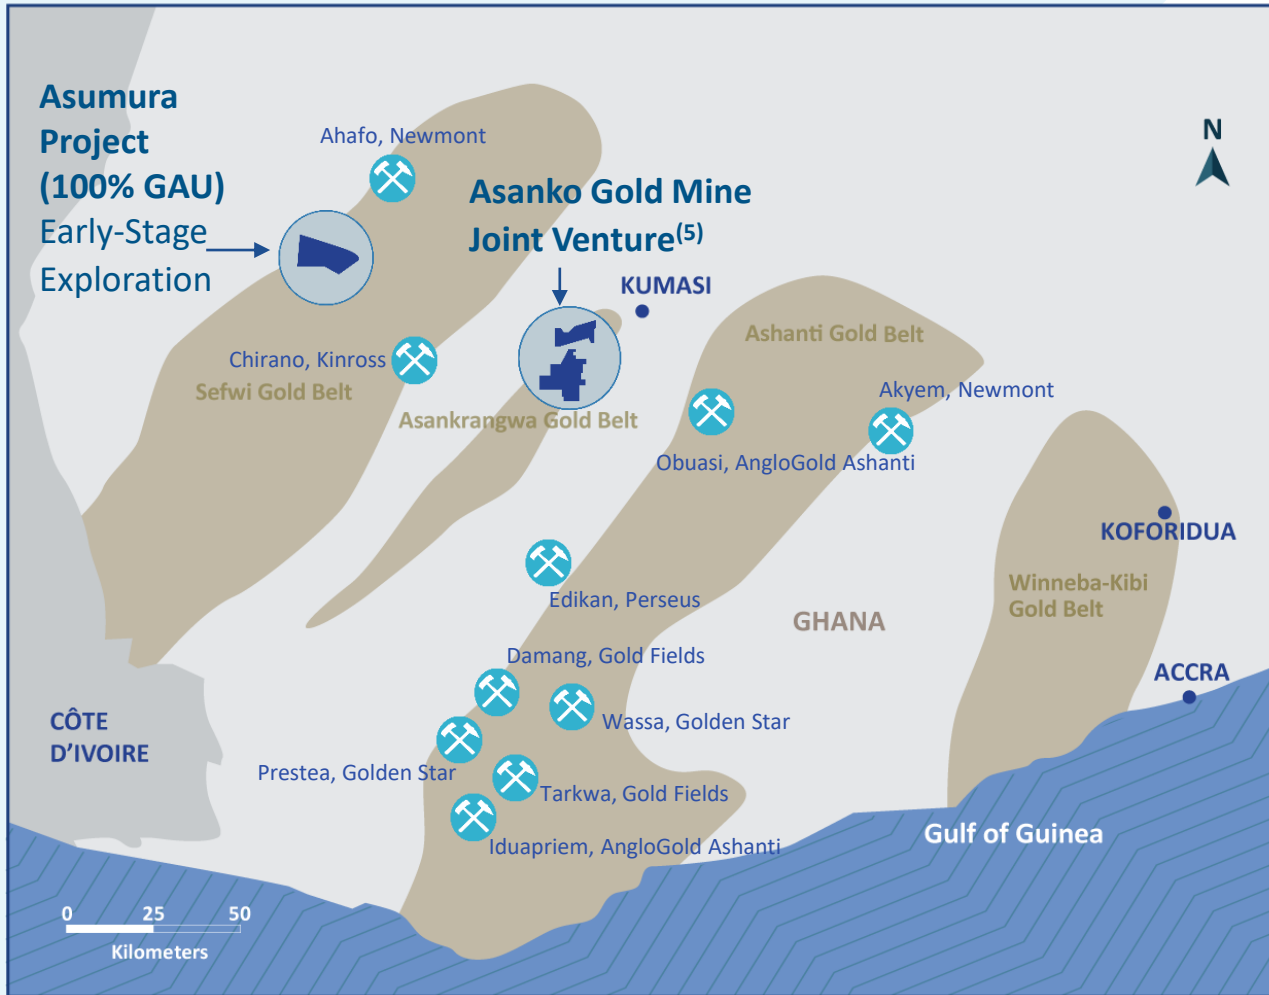 Asumura
Project
(100% GAU)
Early-Stage
Exploration
Ahafo, Newmont
Asanko Gold Mine
Joint Venture(5)
N
KUMASI
Ashanti Gold Belt
Chirano, Kinross
Sefwi Gold Belt
Asankrangwa Gold Belt
Akyem, Newmont
Obuasi, AngloGold Ashanti
KOFORIDUA
Edikan, Perseus
Winneba-Kibi
Gold Belt
GHANA
Damang, Gold Fields
ACCRA
CÔTE
D’IVOIRE
Wassa, Golden Star
Prestea, Golden Star
Tarkwa, Gold Fields
Iduapriem, AngloGold Ashanti
Gulf of Guinea
0 25 50
Kilometers